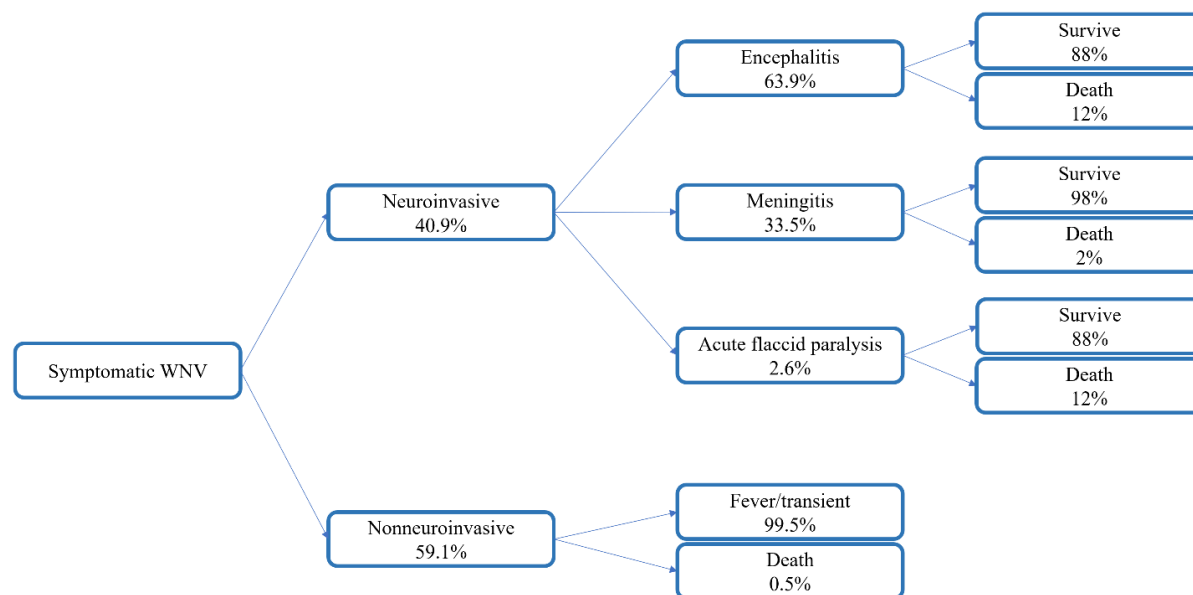 Symptomatic WNV
Neuroinvasive
40.9%
Encephalitis
63.9%
Survive
88%
Death
12%
Meningitis
33.5%
Survive
98%
Death
2%
Acute flaccid paralysis
2.6%
Survive
88%
Death
12%
Nonneuroinvasive
59.1%
Fever/transient
99.5%
Death
0.5%